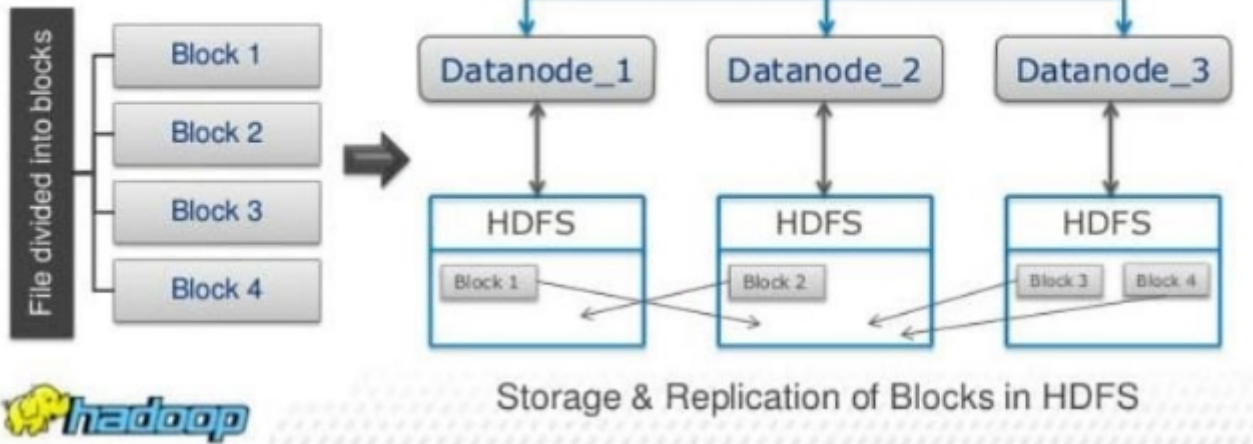 File divided into blocks
Block 1
Block 2
Block 3
Block 4
Datanode_1
Datanode_2
Datanode_3
HDFS
HDFS
HDFS
Block 1
Block 2
Block 3
Block 4
hadoop
Storage & Replication of Blocks in HDFS